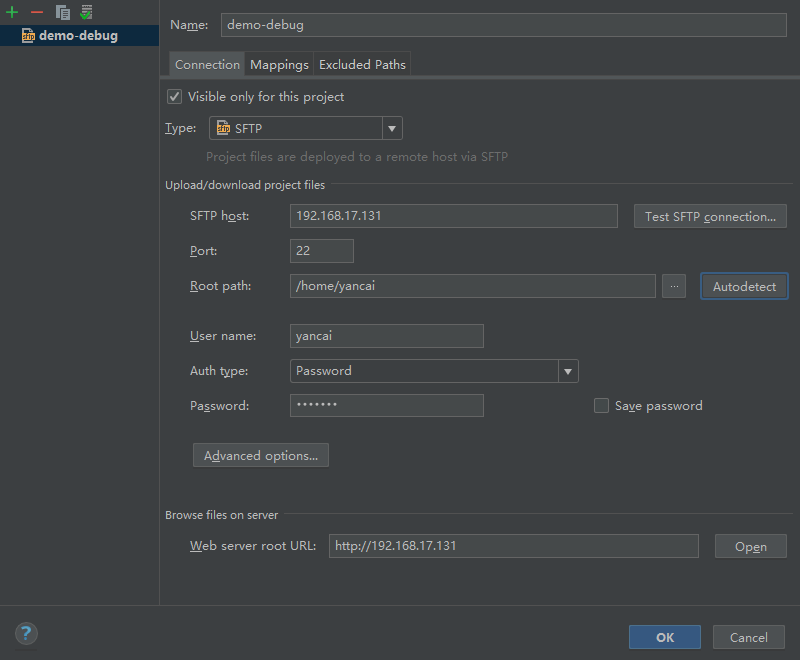 demo-debug
Name: demo-debug
Connection Mappings Excluded Paths
Visible only for this project
Type: SFTP
Project files are deployed to a remote host via SFTP
Upload/download project files
SFTP host: 192.168.17.131 Test SFTP connection...
Port: 22
Root path: /home/yancai ... Autodetect
User name: yancai
Auth type: Password
Password: ••••••• Save password
Advanced options...
Browse files on server
Web server root URL: http://192.168.17.131 Open
? OK Cancel